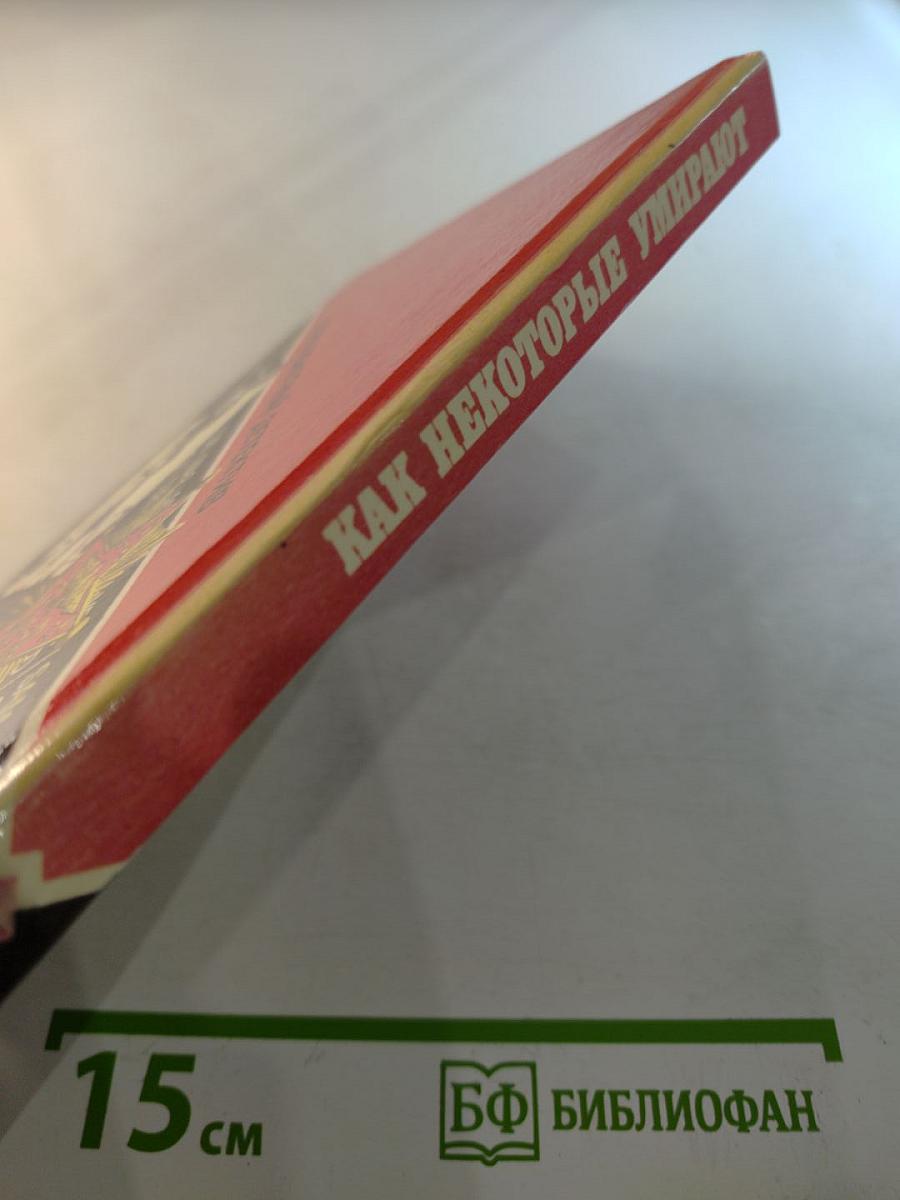 КАК НЕКОТОРЫЕ УМИРАЮТ
15 см
БФ БИБЛИОФАН